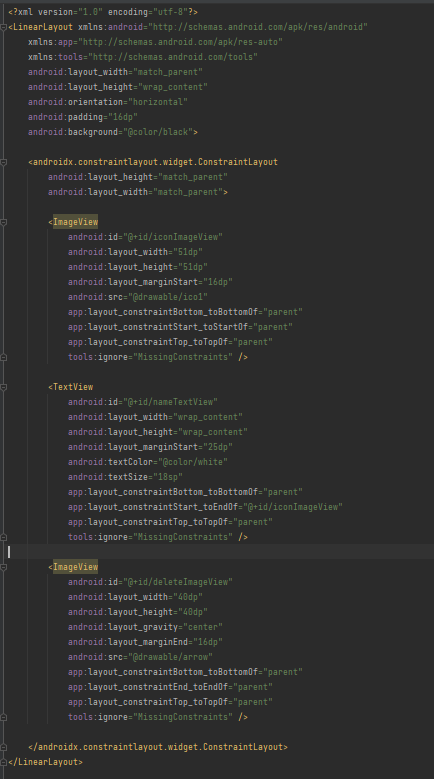 <?xml version="1.0" encoding="utf-8"?>
<LinearLayout xmlns:android="http://schemas.android.com/apk/res/android"
    xmlns:app="http://schemas.android.com/apk/res-auto"
    xmlns:tools="http://schemas.android.com/tools"
    android:layout_width="match_parent"
    android:layout_height="wrap_content"
    android:orientation="horizontal"
    android:padding="16dp"
    android:background="@color/black">

    <androidx.constraintlayout.widget.ConstraintLayout
        android:layout_height="match_parent"
        android:layout_width="match_parent">

        <ImageView
            android:id="@+id/iconImageView"
            android:layout_width="51dp"
            android:layout_height="51dp"
            android:layout_marginStart="16dp"
            android:src="@drawable/ico1"
            app:layout_constraintBottom_toBottomOf="parent"
            app:layout_constraintStart_toStartOf="parent"
            app:layout_constraintTop_toTopOf="parent"
            tools:ignore="MissingConstraints" />

        <TextView
            android:id="@+id/nameTextView"
            android:layout_width="wrap_content"
            android:layout_height="wrap_content"
            android:layout_marginStart="25dp"
            android:textColor="@color/white"
            android:textSize="18sp"
            app:layout_constraintBottom_toBottomOf="parent"
            app:layout_constraintStart_toEndOf="@+id/iconImageView"
            app:layout_constraintTop_toTopOf="parent"
            tools:ignore="MissingConstraints" />

        <ImageView
            android:id="@+id/deleteImageView"
            android:layout_width="40dp"
            android:layout_height="40dp"
            android:layout_gravity="center"
            android:layout_marginEnd="16dp"
            android:src="@drawable/arrow"
            app:layout_constraintBottom_toBottomOf="parent"
            app:layout_constraintEnd_toEndOf="parent"
            app:layout_constraintTop_toTopOf="parent"
            tools:ignore="MissingConstraints" />

    </androidx.constraintlayout.widget.ConstraintLayout>
</LinearLayout>